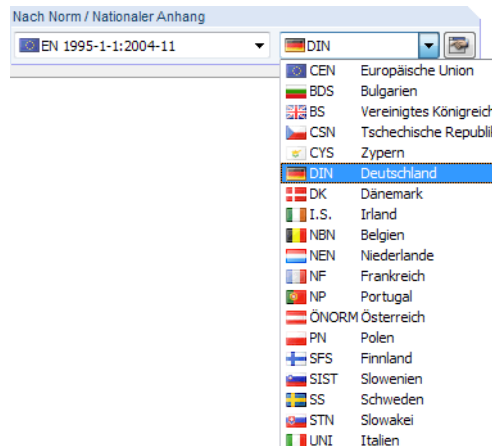 Nach Norm / Nationaler Anhang
EN 1995-1-1:2004-11 DIN
CEN Europäische Union
BDS Bulgarien
BS Vereinigtes Königreich
CSN Tschechische Republik
CYS Zypern
DIN Deutschland
DK Dänemark
I.S. Irland
NBN Belgien
NEN Niederlande
NF Frankreich
NP Portugal
ÖNORM Österreich
PN Polen
SFS Finnland
SIST Slowenien
SS Schweden
STN Slowakei
UNI Italien